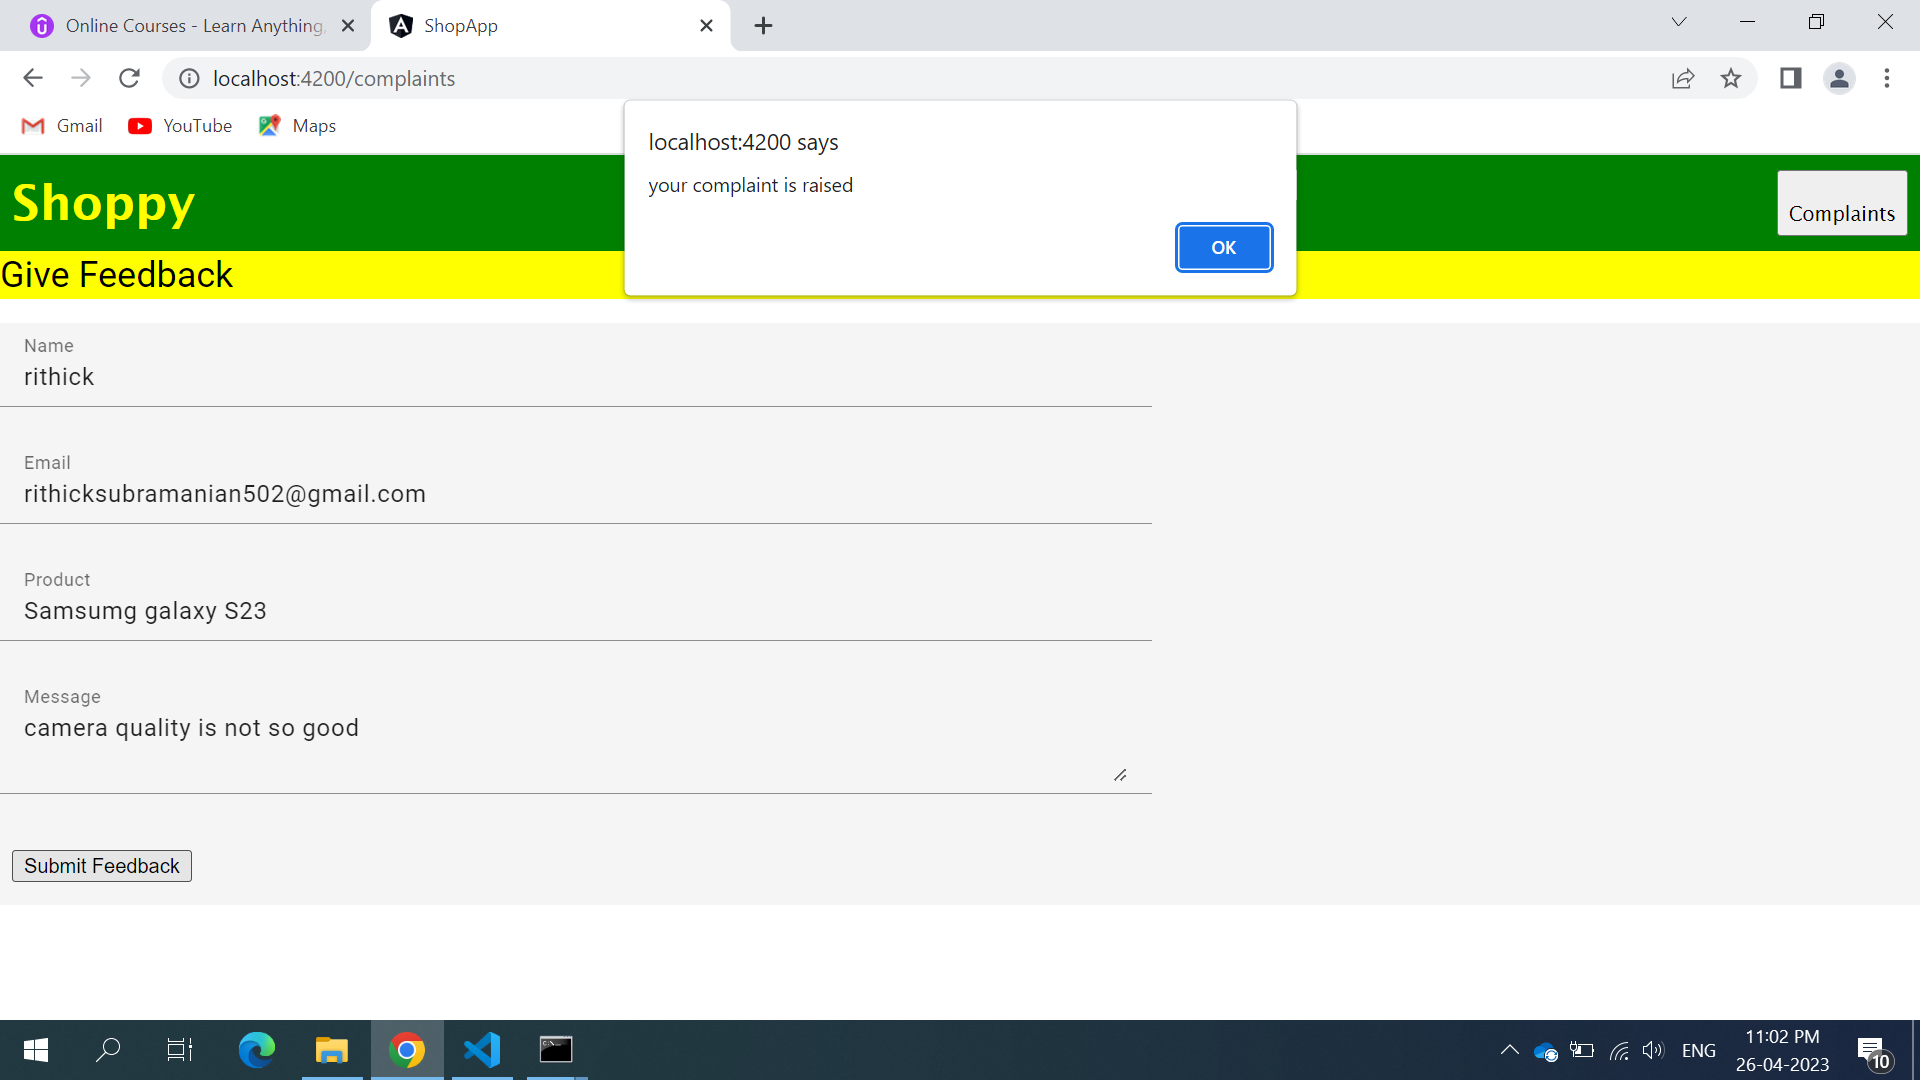 Online Courses - Learn Anything,
ShopApp
localhost:4200/complaints
Gmail
YouTube
Maps
localhost:4200 says
your complaint is raised
OK
Shoppy
Complaints
Give Feedback
Name
rithick
Email
rithicksubramanian502@gmail.com
Product
Samsumg galaxy S23
Message
camera quality is not so good
Submit Feedback
ENG
11:02 PM
26-04-2023
10